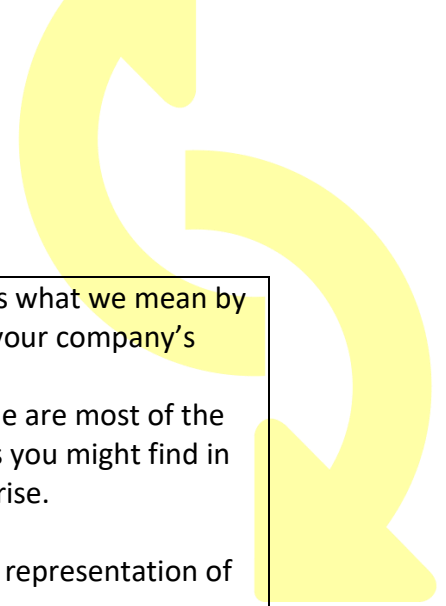 s what we mean by
your company's
e are most of the
s you might find in
rise.
representation of